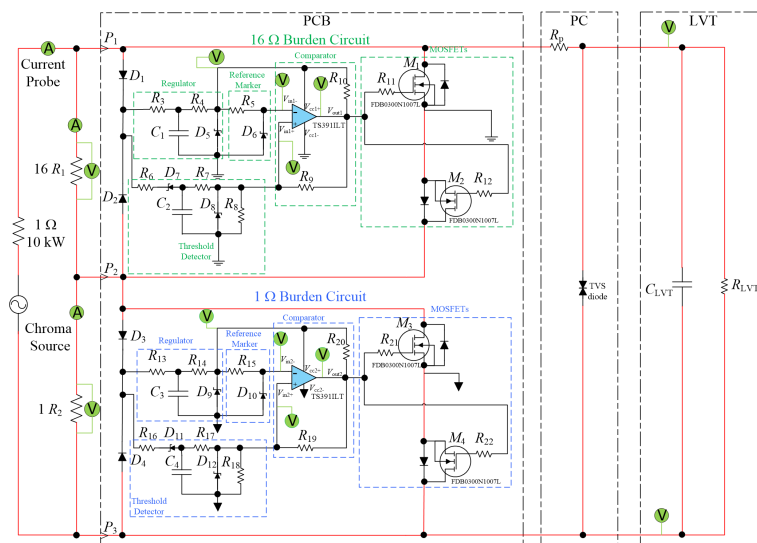 PCB
PC
LVT
P1
16 Ω Burden Circuit
MOSFETs
Rp
V
A
Current
Probe
V
V
Comparator
M1
D1
Regulator
Reference
Marker
R10
R11
R3
R4
R5
Vin1-
Vcc1+
Vout1
FDB0300N1007L
TS391ILT
C1
D5
D6
Vin1+
Vcc1-
A
V
16 R1
V
R6
D7
R7
R9
M2
R12
D2
C2
D8
R8
FDB0300N1007L
1 Ω
10 kW
Threshold
Detector
P2
TVS
diode
CLVT
RLVT
1 Ω Burden Circuit
MOSFETs
A
V
Chroma
Source
Comparator
M3
D3
Regulator
Reference
Marker
R20
R21
V
V
R13
R14
R15
Vin2-
Vcc2+
Vout2
FDB0300N1007L
TS391ILT
C3
D9
D10
Vin2+
Vcc2-
1 R2
V
V
R16
D11
R17
R19
M4
R22
D4
C4
D12
R18
FDB0300N1007L
Threshold
Detector
P3
V